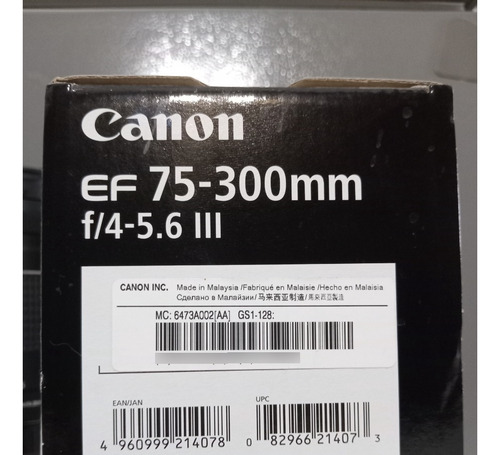 Canon
EF 75-300mm
f/4-5.6 III
CANON INC. Made in Malaysia /Fabriqué en Malaisie /Hecho en Malaisia
Сделано в Малайзии/马来西亚制造/馬來西亞製造
MC: 6473A002[AA] GS1-128:
EAN/JAN UPC
4 960999 214078 0 82966 21407 3